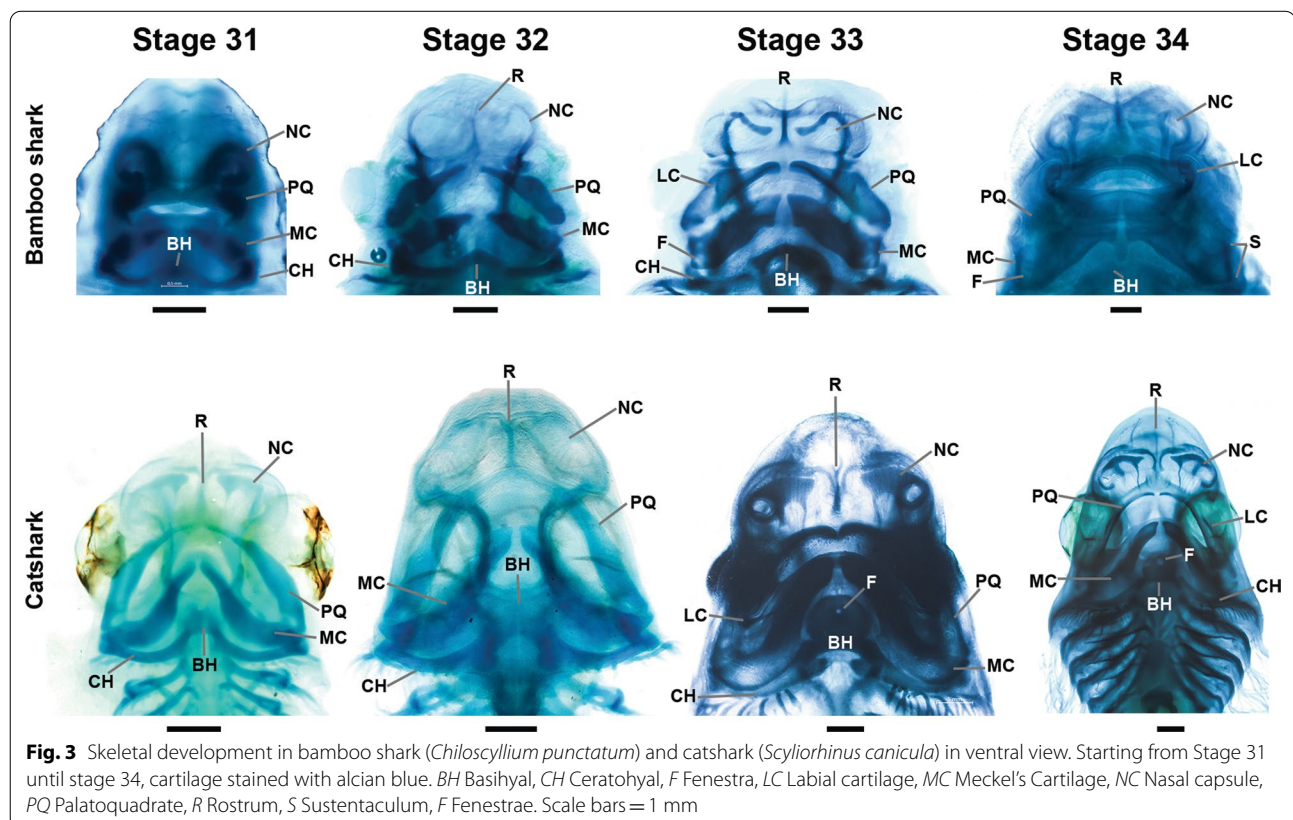 Stage 31 Stage 32 Stage 33 Stage 34
Bamboo shark
NC
PQ
MC
BH
CH
0.5 mm
R
NC
PQ
MC
CH
BH
R
NC
LC
PQ
F
MC
CH
BH
R
NC
LC
PQ
S
MC
F
BH
Catshark
R
NC
PQ
MC
BH
CH
R
NC
PQ
BH
MC
CH
R
NC
F
PQ
LC
BH
MC
CH
R
NC
PQ
LC
F
MC
CH
BH
Fig. 3 Skeletal development in bamboo shark (Chiloscyllium punctatum) and catshark (Scyliorhinus canicula) in ventral view. Starting from Stage 31
until stage 34, cartilage stained with alcian blue. BH Basihyal, CH Ceratohyal, F Fenestra, LC Labial cartilage, MC Meckel's Cartilage, NC Nasal capsule,
PQ Palatoquadrate, R Rostrum, S Sustentaculum, F Fenestrae. Scale bars = 1 mm